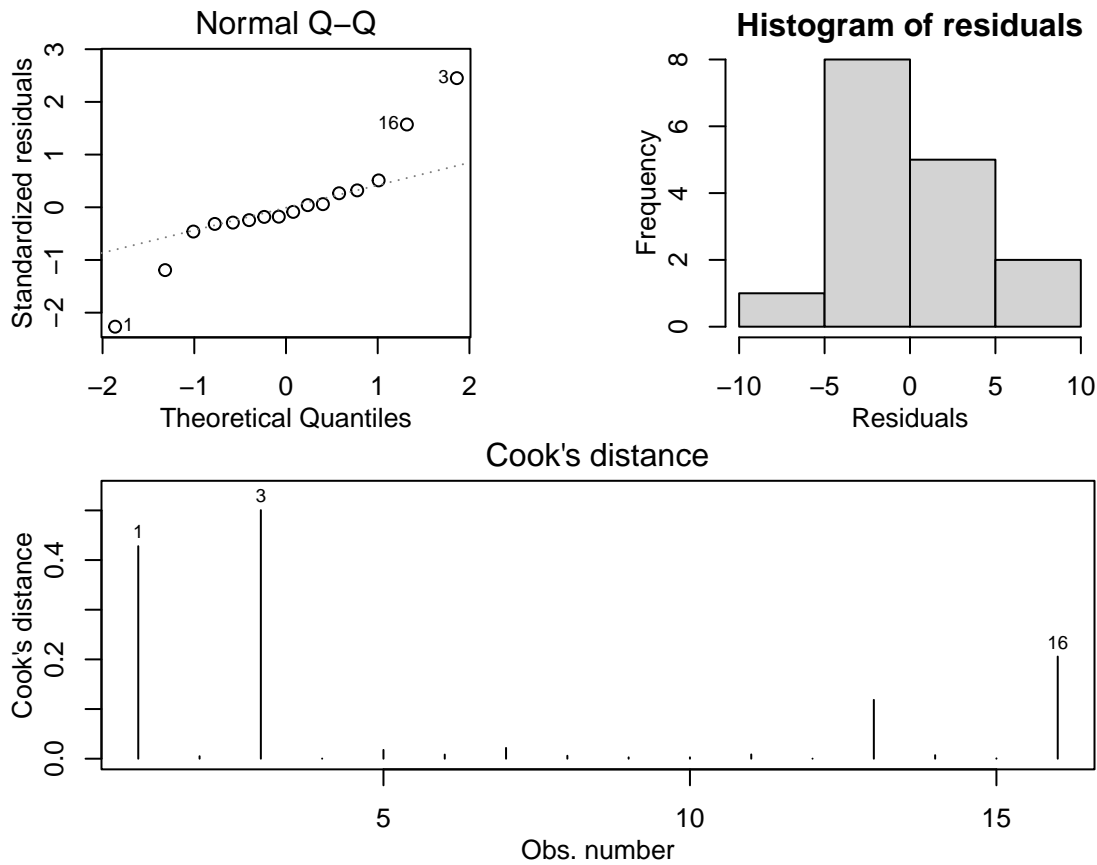 Normal Q−Q
Standardized residuals
3
2
1
0
−1
−2
3
16
1
−2 −1 0 1 2
Theoretical Quantiles
Histogram of residuals
Frequency
8
6
4
2
0
−10 −5 0 5 10
Residuals
Cook's distance
Cook's distance
0.4
0.2
0.0
1
3
16
5 10 15
Obs. number